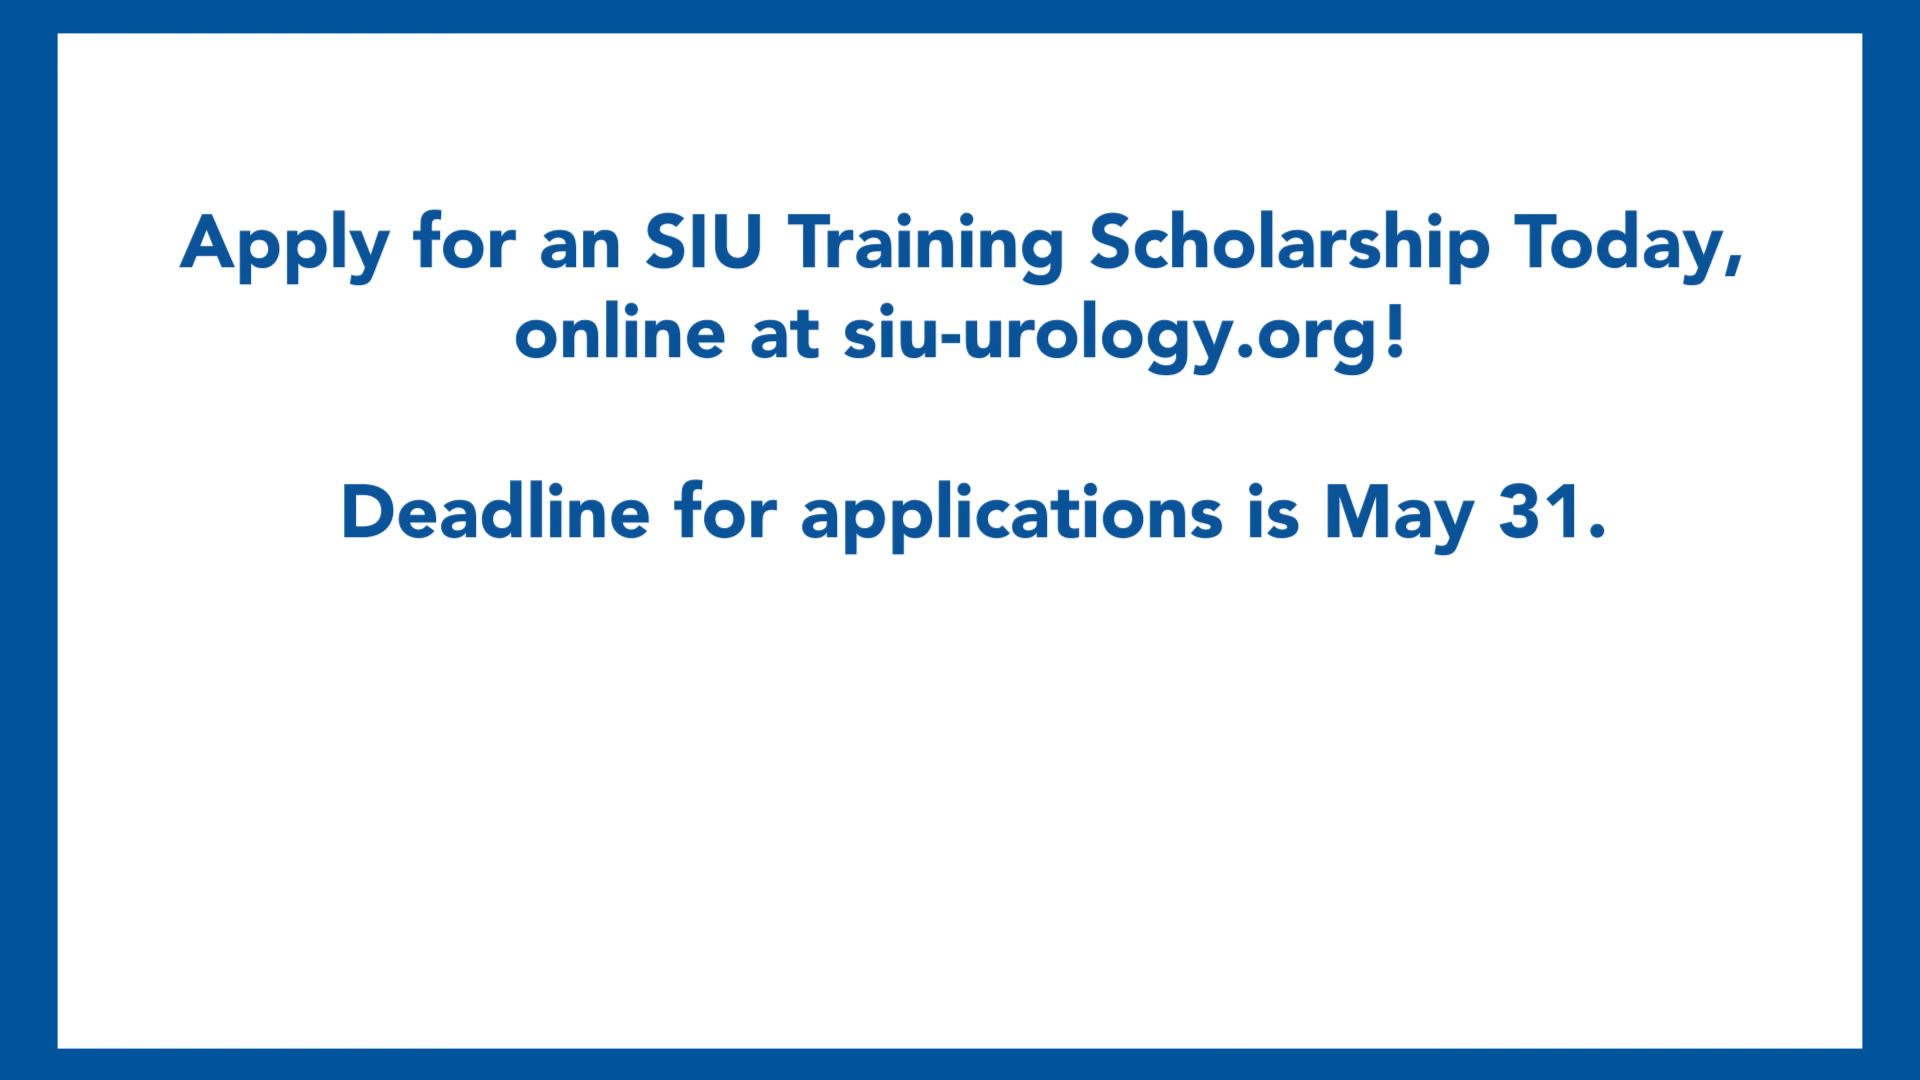 Apply for an SIU Training Scholarship Today,
online at siu-urology.org!
Deadline for applications is May 31.